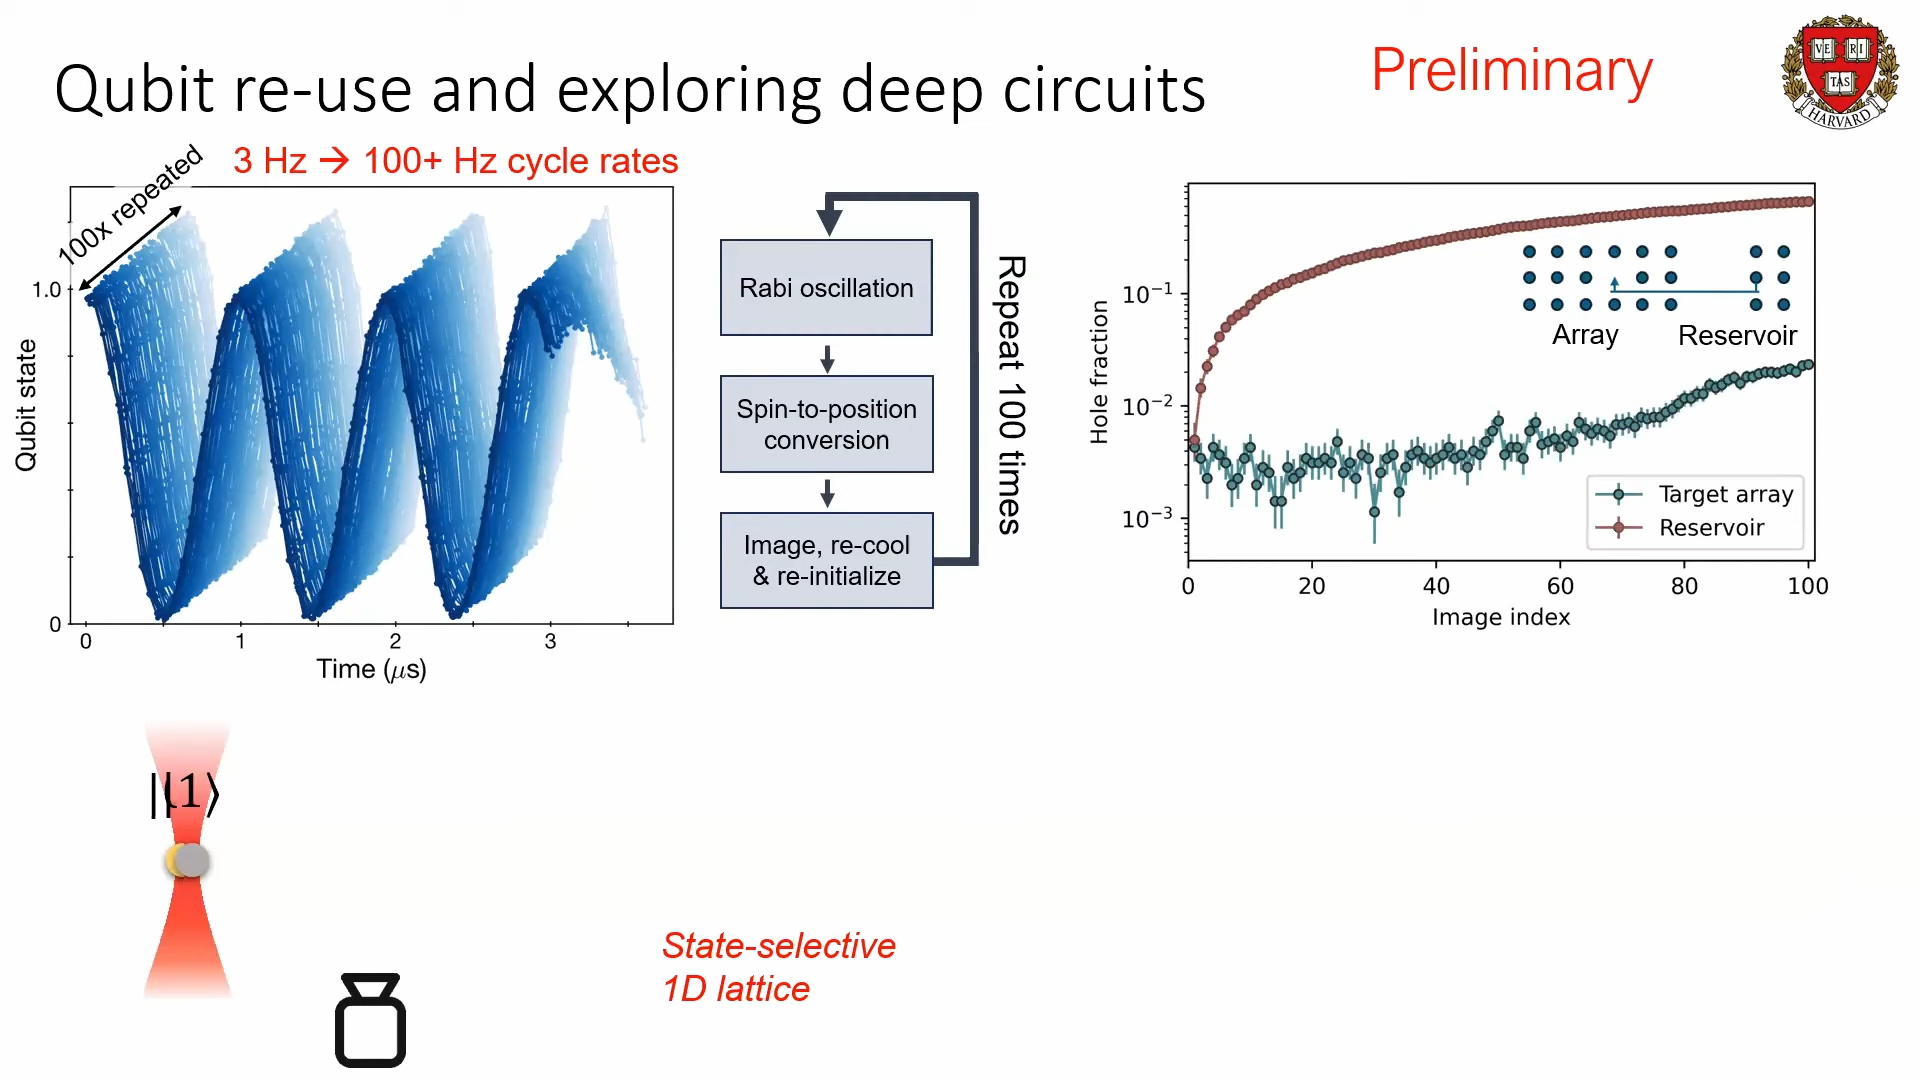 Qubit re-use and exploring deep circuits
Preliminary
VE RI
TAS
HARVARD
3 Hz → 100+ Hz cycle rates
100x repeated
1.0
0
Qubit state
0 1 2 3
Time (μs)
Rabi oscillation
Spin-to-position
conversion
Image, re-cool
& re-initialize
Repeat 100 times
Hole fraction
10⁻¹
10⁻²
10⁻³
Array Reservoir
Target array
Reservoir
0 20 40 60 80 100
Image index
State-selective
1D lattice